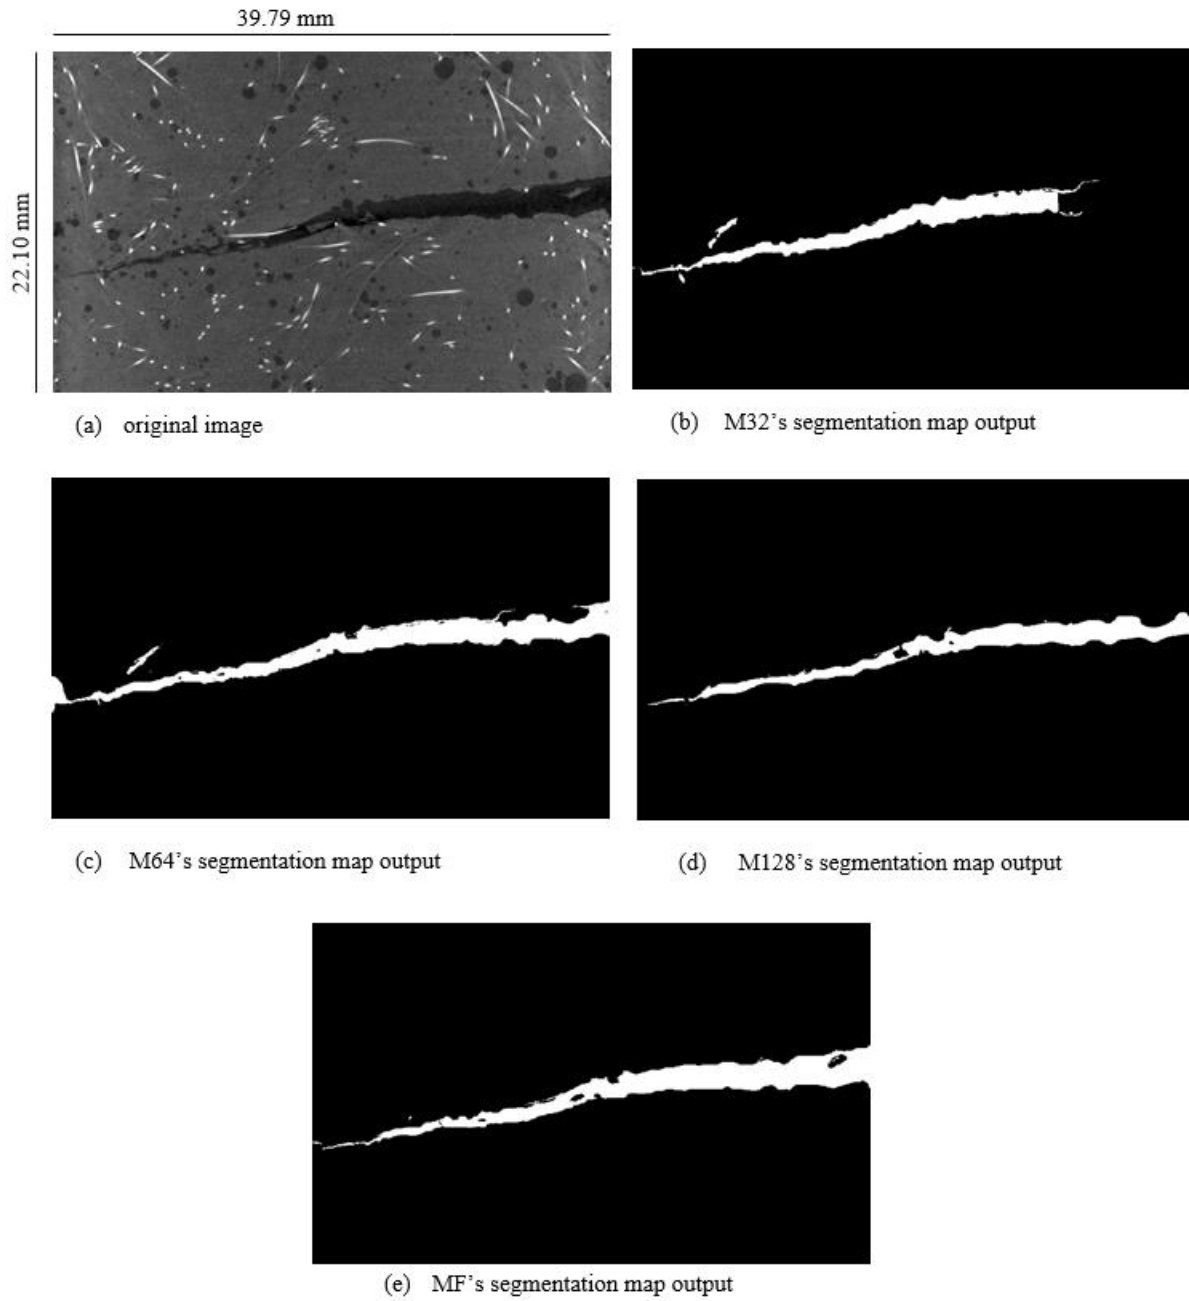 39.79 mm
22.10 mm
(a) original image
(b) M32’s segmentation map output
(c) M64’s segmentation map output
(d) M128’s segmentation map output
(e) MF’s segmentation map output